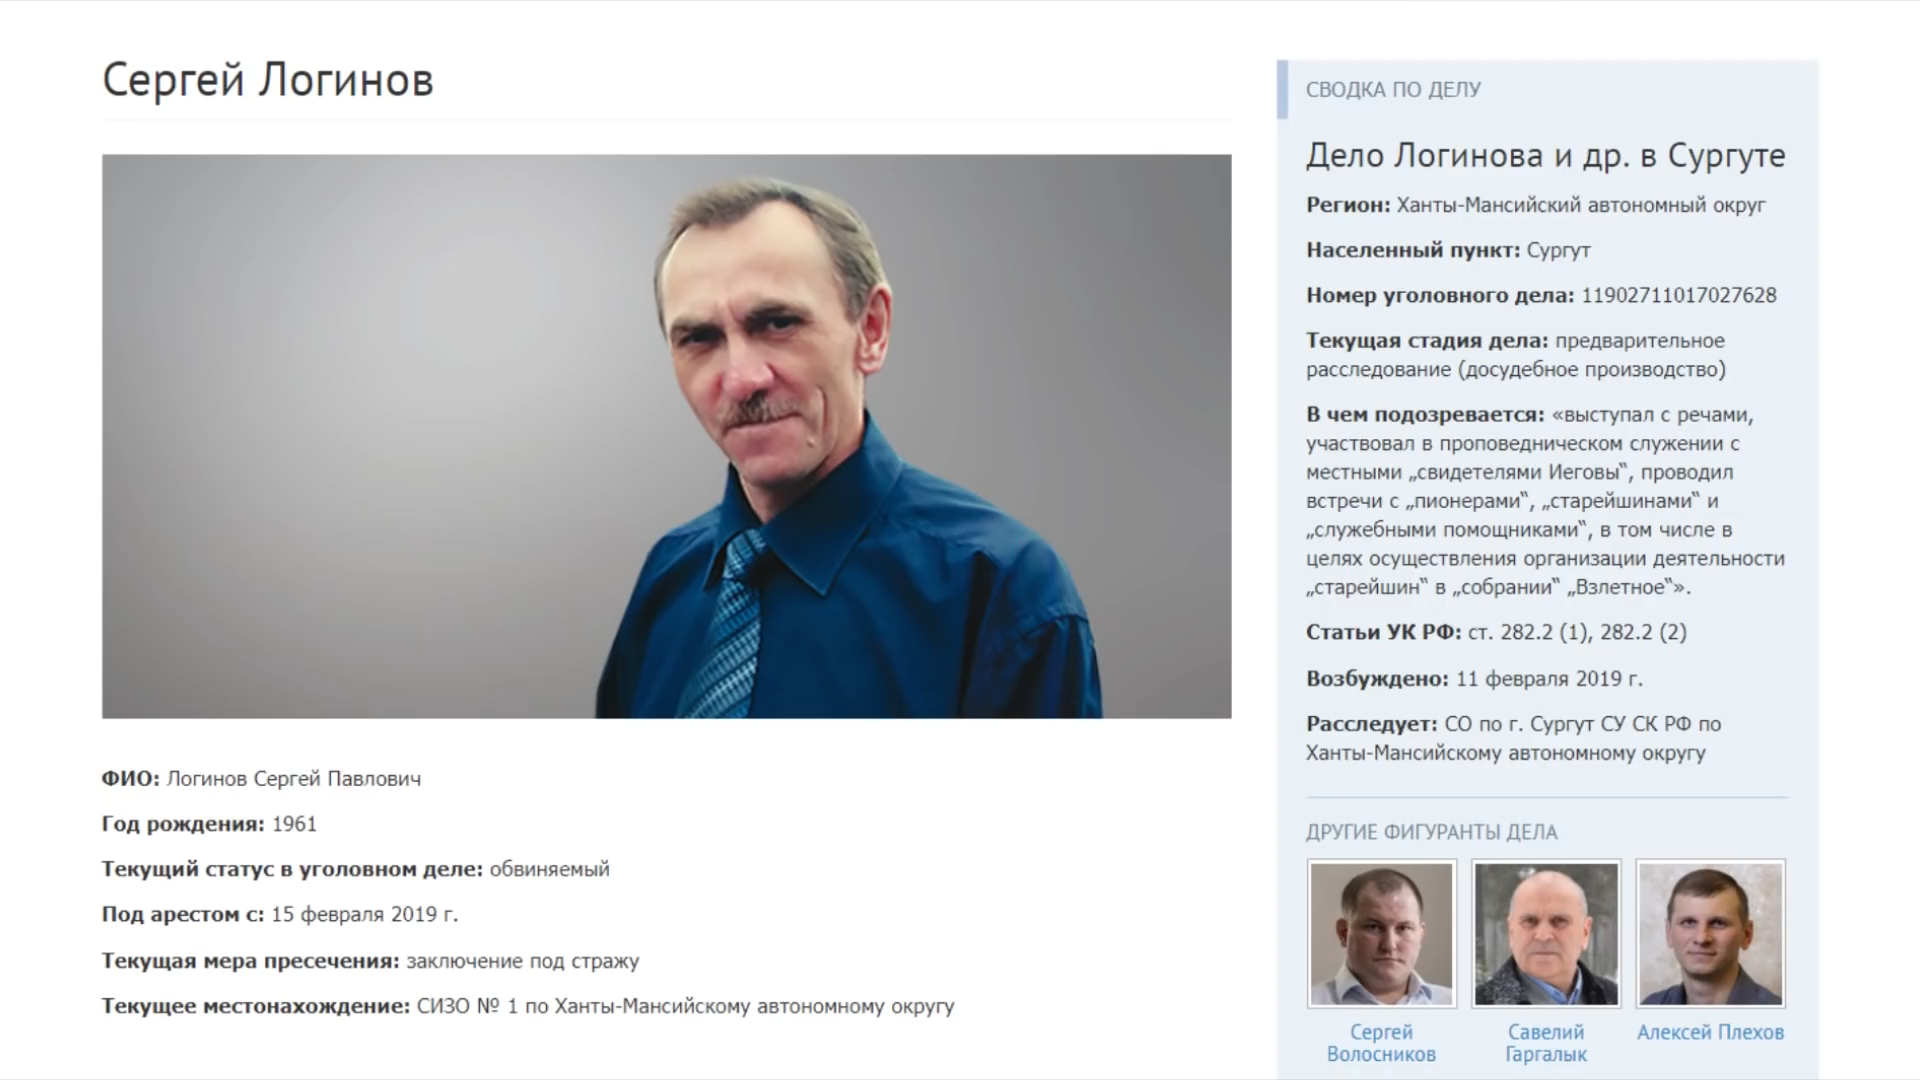 Сергей Логинов
ФИО: Логинов Сергей Павлович
Год рождения: 1961
Текущий статус в уголовном деле: обвиняемый
Под арестом с: 15 февраля 2019 г.
Текущая мера пресечения: заключение под стражу
Текущее местонахождение: СИЗО № 1 по Ханты-Мансийскому автономному округу
СВОДКА ПО ДЕЛУ
Дело Логинова и др. в Сургуте
Регион: Ханты-Мансийский автономный округ
Населенный пункт: Сургут
Номер уголовного дела: 11902711017027628
Текущая стадия дела: предварительное
расследование (досудебное производство)
В чем подозревается: «выступал с речами,
участвовал в проповедническом служении с
местными „свидетелями Иеговы“, проводил
встречи с „пионерами“, „старейшинами“ и
„служебными помощниками“, в том числе в
целях осуществления организации деятельности
„старейшин“ в „собрании“ „Взлетное“».
Статьи УК РФ: ст. 282.2 (1), 282.2 (2)
Возбуждено: 11 февраля 2019 г.
Расследует: СО по г. Сургут СУ СК РФ по
Ханты-Мансийскому автономному округу
ДРУГИЕ ФИГУРАНТЫ ДЕЛА
Сергей
Волосников
Савелий
Гаргалык
Алексей Плехов